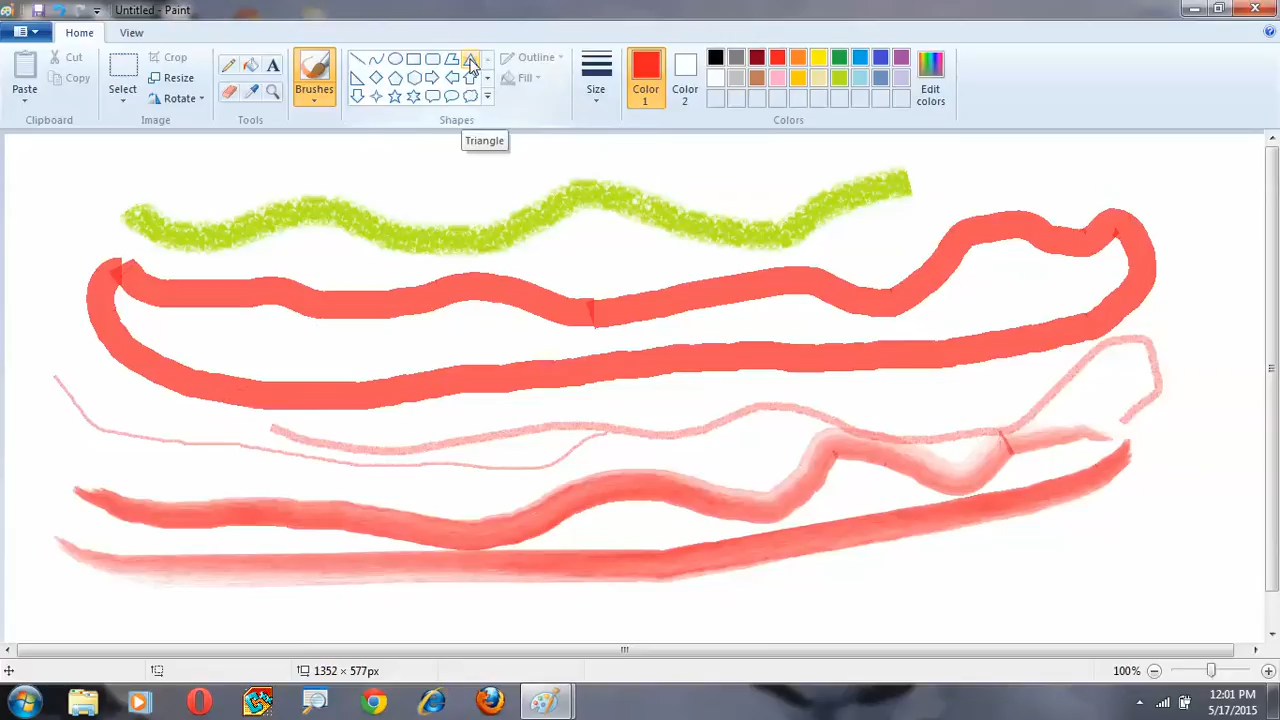 Untitled - Paint
Home
View
Paste
Cut
Copy
Clipboard
Select
Crop
Resize
Rotate
Image
A
Tools
Brushes
Shapes
Outline
Fill
Size
Color 1
Color 2
Edit colors
Colors
Triangle
1352 × 577px
100%
12:01 PM
5/17/2015